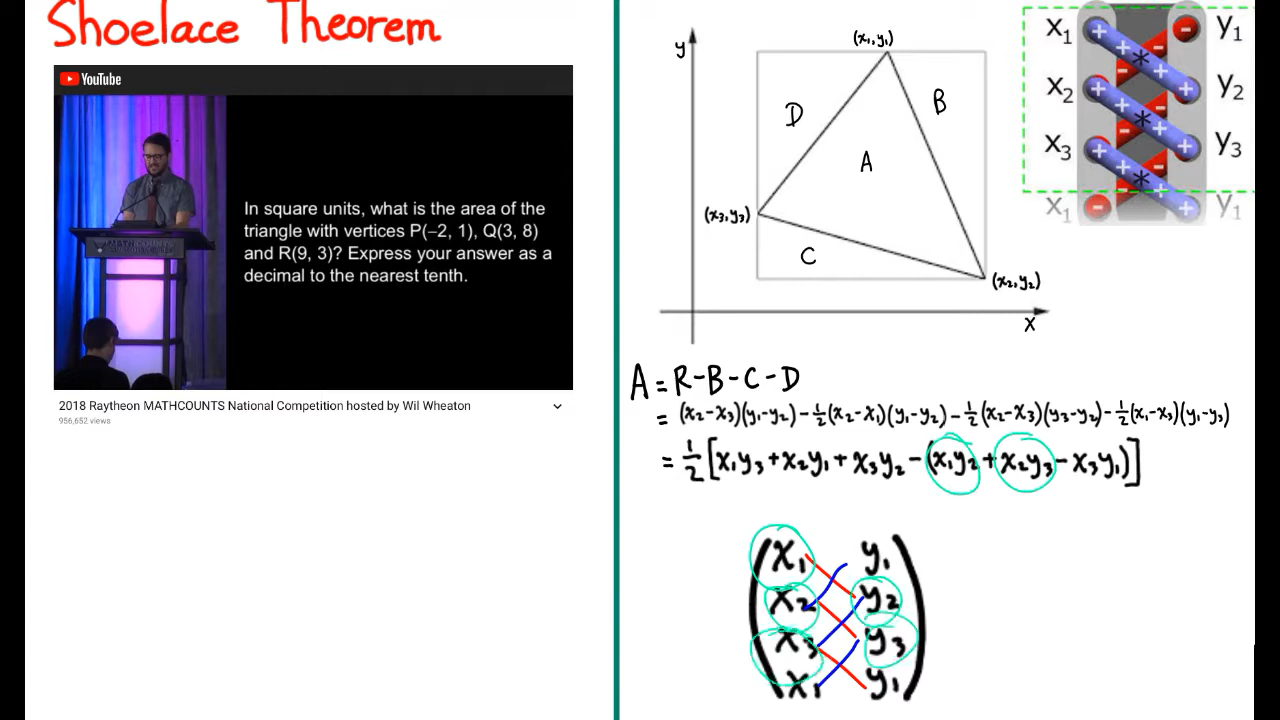 Shoelace Theorem
YouTube
MATHCOUNTS
In square units, what is the area of the
triangle with vertices P(−2, 1), Q(3, 8)
and R(9, 3)? Express your answer as a
decimal to the nearest tenth.
2018 Raytheon MATHCOUNTS National Competition hosted by Wil Wheaton
956,652 views
y
(x₁,y₁)
D
B
A
(x₃,y₃)
C
(x₂,y₂)
x
x₁ + - y₁
+ * - +
x₂ + + y₂
- + * - +
x₃ + + y₃
- + * - +
x₁ - + y₁
A = R-B-C-D
= (x₂-x₃)(y₁-y₂) - ½(x₂-x₁)(y₁-y₂) - ½(x₂-x₃)(y₃-y₂) - ½(x₁-x₃)(y₁-y₃)
= ½[x₁y₃+x₂y₁+x₃y₂-(x₁y₂+x₂y₃-x₃y₁)]
x₁ y₁
x₂ y₂
x₃ y₃
x₁ y₁